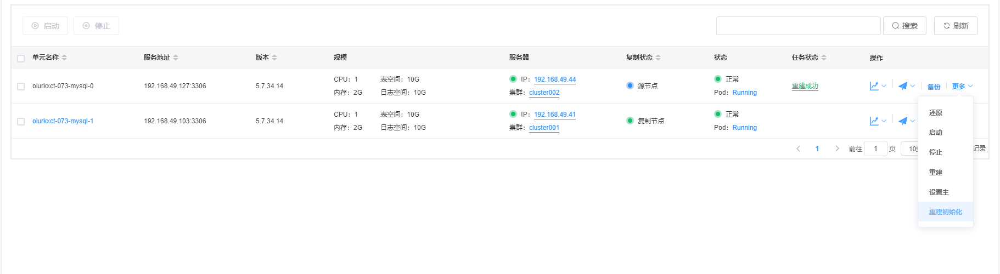 启动 停止 搜索 刷新
单元名称 服务地址 版本 规模 服务器 复制状态 状态 任务状态 操作
olurkxct-073-mysql-0 192.168.49.127:3306 5.7.34.14 CPU：1 表空间：10G IP：192.168.49.44 源节点 正常 重建成功 备份 更多
内存：2G 日志空间：10G 集群：cluster002 Pod：Running
olurkxct-073-mysql-1 192.168.49.103:3306 5.7.34.14 CPU：1 表空间：10G IP：192.168.49.41 复制节点 正常
内存：2G 日志空间：10G 集群：cluster001 Pod：Running
1 前往 1 页 10 记录
还原
启动
停止
重建
设置主
重建初始化